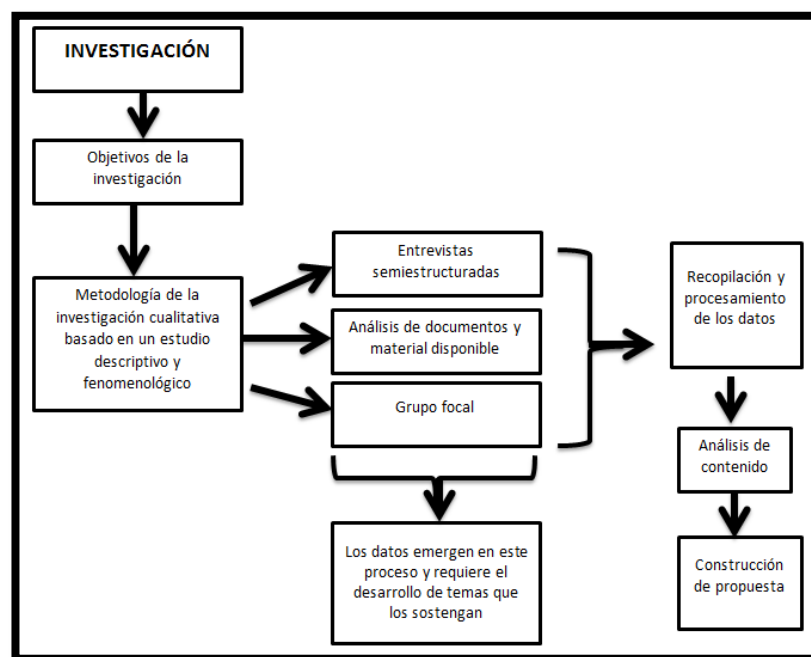 INVESTIGACIÓN
Objetivos de la
investigación
Metodología de la
investigación cualitativa
basado en un estudio
descriptivo y
fenomenológico
Entrevistas
semiestructuradas
Análisis de documentos y
material disponible
Grupo focal
Los datos emergen en este
proceso y requiere el
desarrollo de temas que
los sostengan
Recopilación y
procesamiento
de los datos
Análisis de
contenido
Construcción
de propuesta